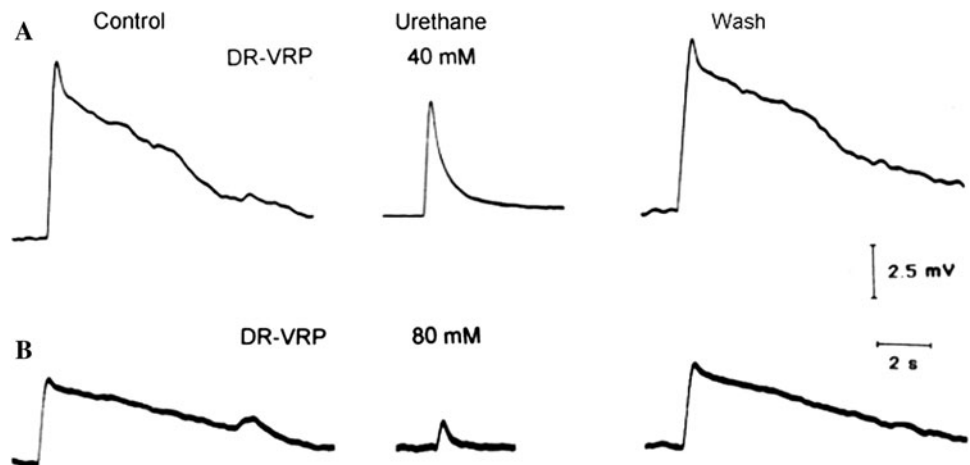 A
Control
Urethane
Wash
DR-VRP
40 mM
2.5 mV
B
DR-VRP
80 mM
2 s